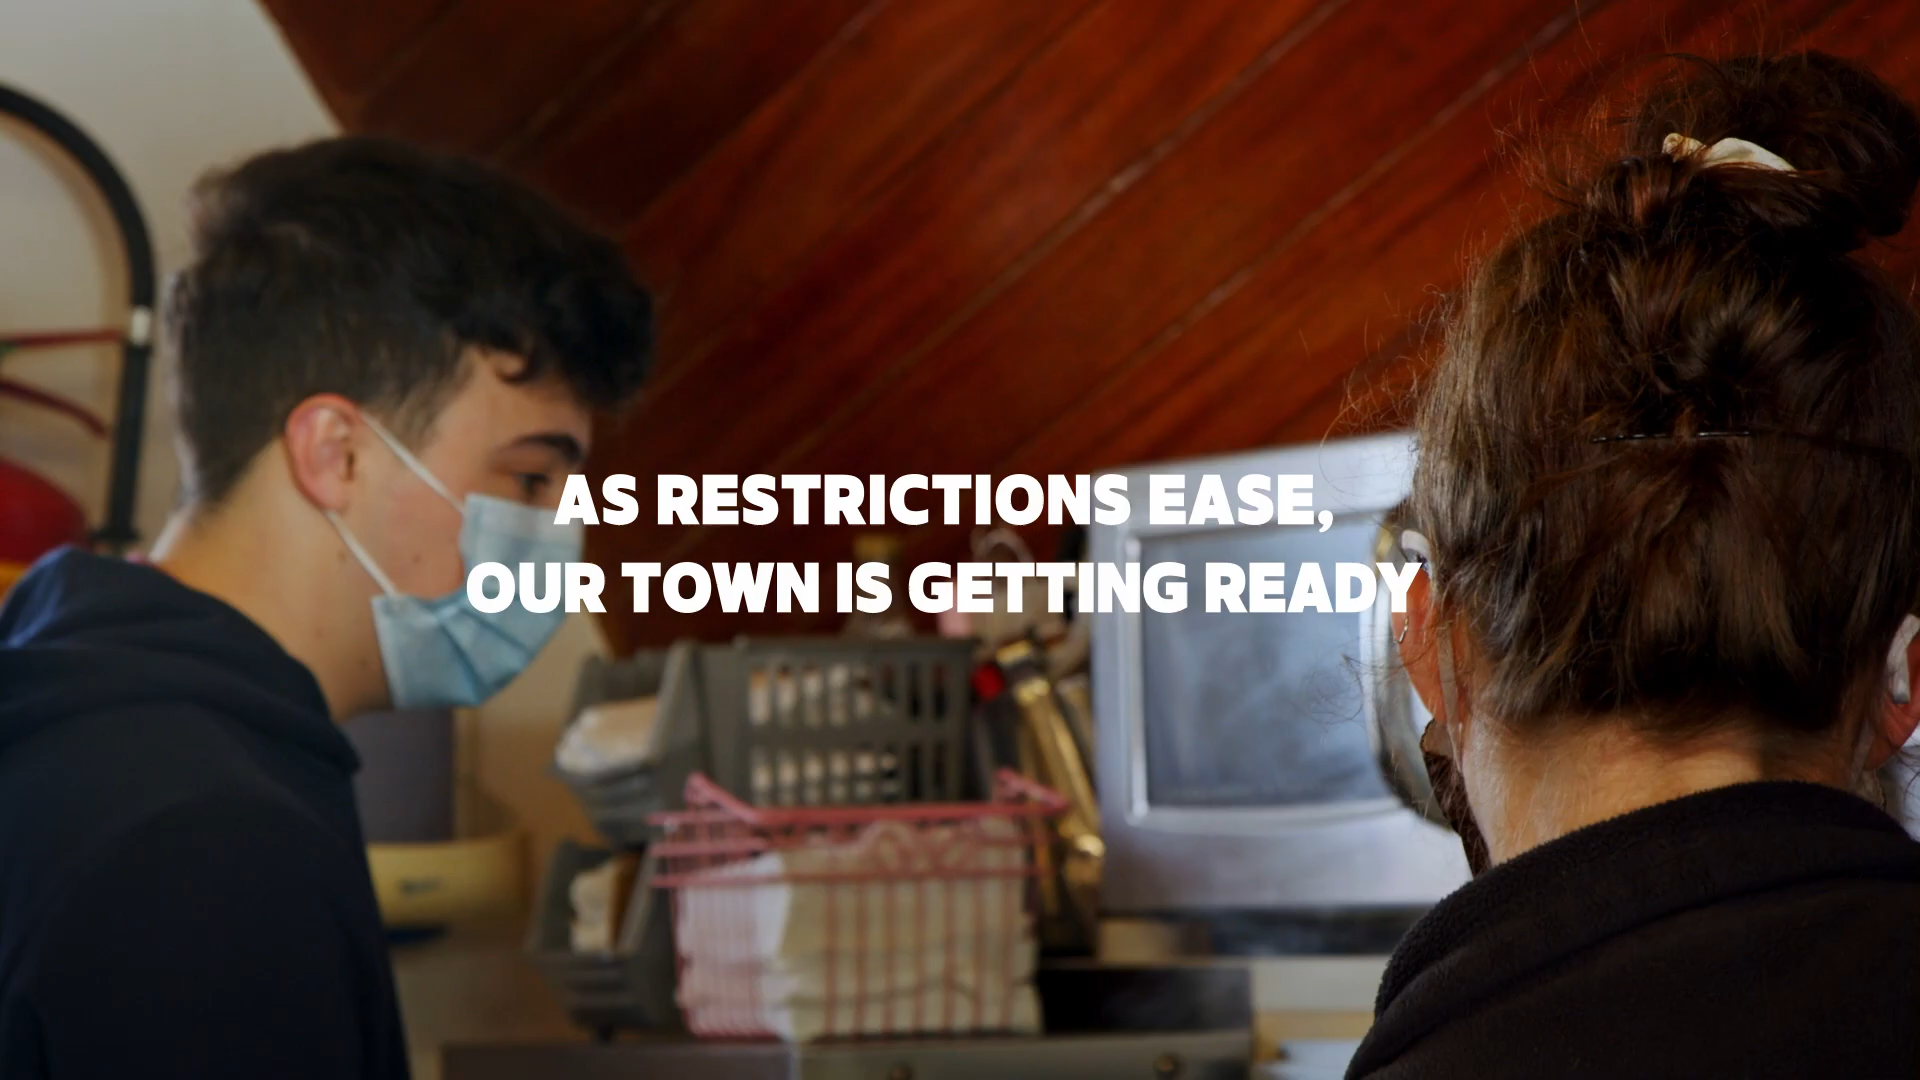 AS RESTRICTIONS EASE,
OUR TOWN IS GETTING READY